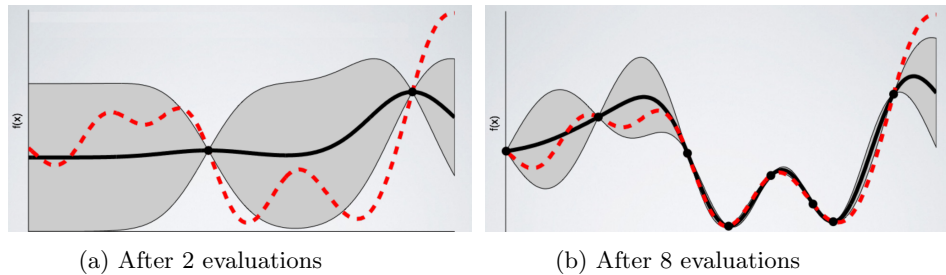 f(x)
f(x)
(a) After 2 evaluations
(b) After 8 evaluations